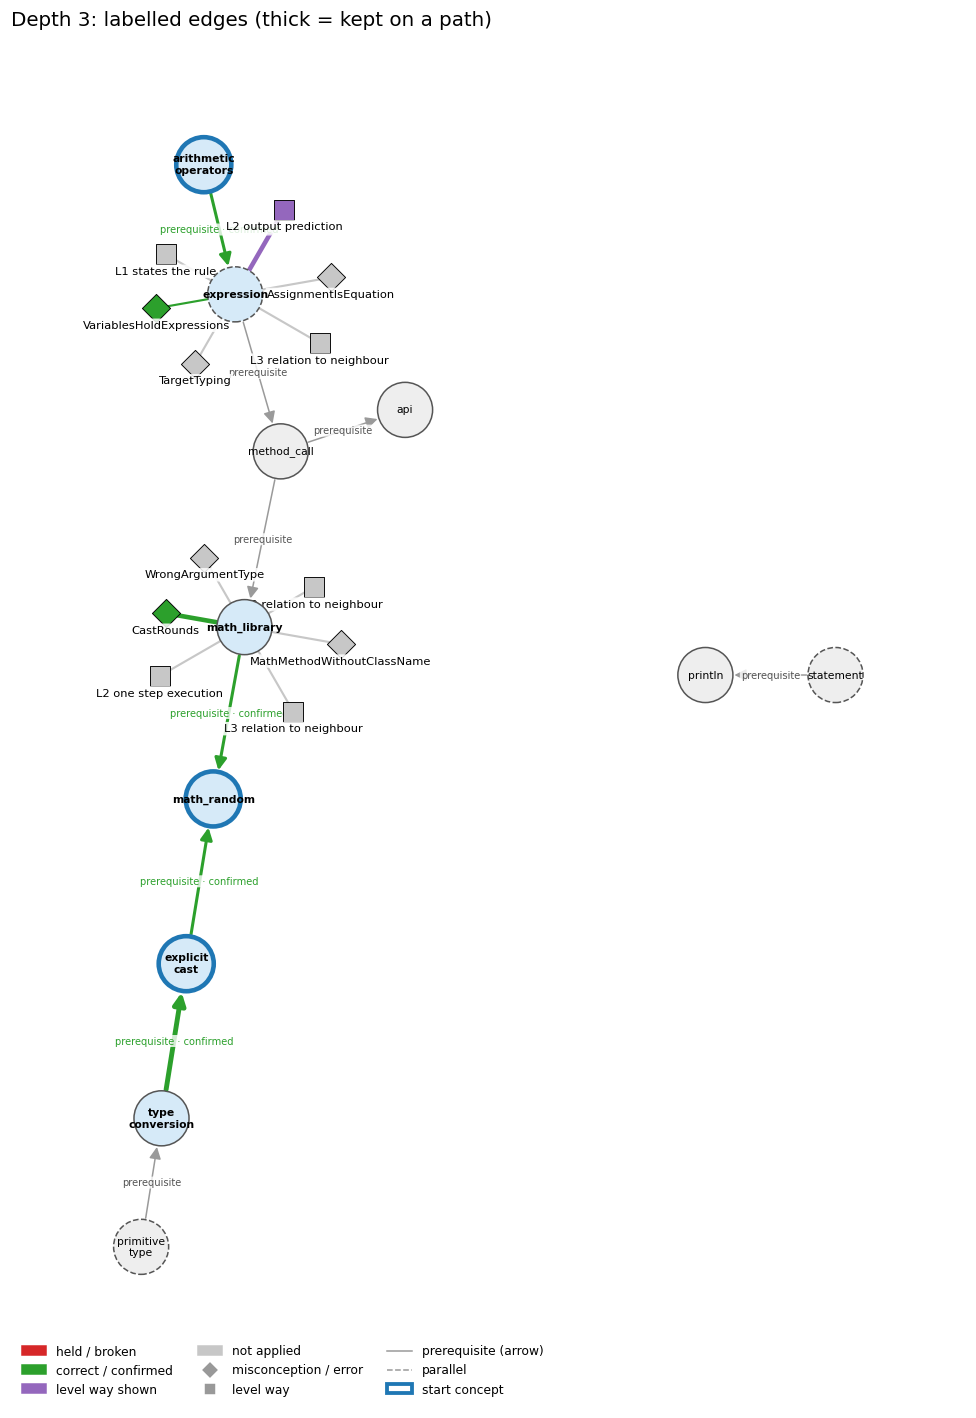 Depth 3: labelled edges (thick = kept on a path)
arithmetic
operators
L2 output prediction
prerequisite
L1 states the rule
AssignmentIsEquation
expression
VariablesHoldExpressions
L3 relation to neighbour
prerequisite
TargetTyping
api
prerequisite
method_call
prerequisite
WrongArgumentType
relation to neighbour
CastRounds
math_library
MathMethodWithoutClassName
L2 one step execution
println
prerequisite
statement
prerequisite · confirme
L3 relation to neighbour
math_random
prerequisite · confirmed
explicit
cast
prerequisite · confirmed
type
conversion
prerequisite
primitive
type
held / broken
correct / confirmed
level way shown
not applied
misconception / error
level way
prerequisite (arrow)
parallel
start concept